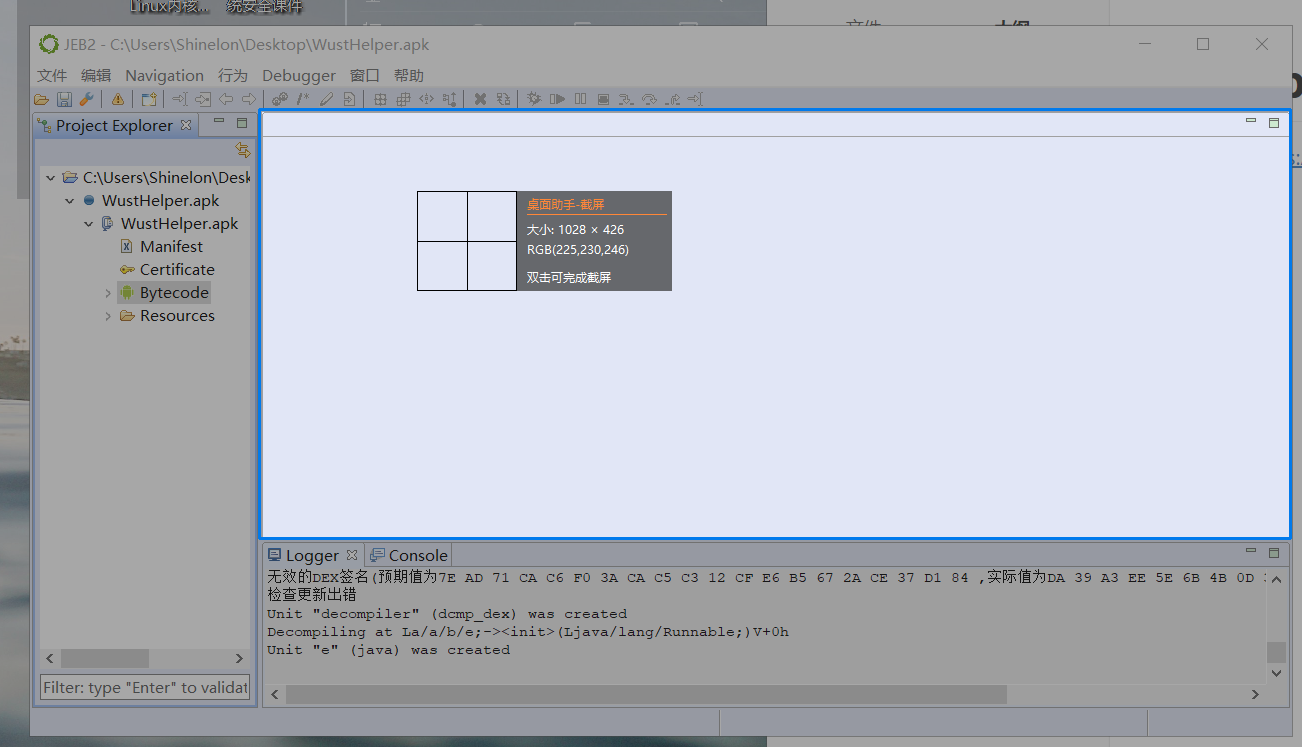 Linux内核... 统安全课件
文件 大纲
JEB2 - C:\Users\Shinelon\Desktop\WustHelper.apk
文件 编辑 Navigation 行为 Debugger 窗口 帮助
Project Explorer
C:\Users\Shinelon\Desk
WustHelper.apk
WustHelper.apk
Manifest
Certificate
Bytecode
Resources
Filter: type "Enter" to validat
桌面助手-截屏
大小: 1028 × 426
RGB(225,230,246)
双击可完成截屏
Logger Console
无效的DEX签名(预期值为7E AD 71 CA C6 F0 3A CA C5 C3 12 CF E6 B5 67 2A CE 37 D1 84 ,实际值为DA 39 A3 EE 5E 6B 4B 0D
检查更新出错
Unit "decompiler" (dcmp_dex) was created
Decompiling at La/a/b/e;-><init>(Ljava/lang/Runnable;)V+0h
Unit "e" (java) was created